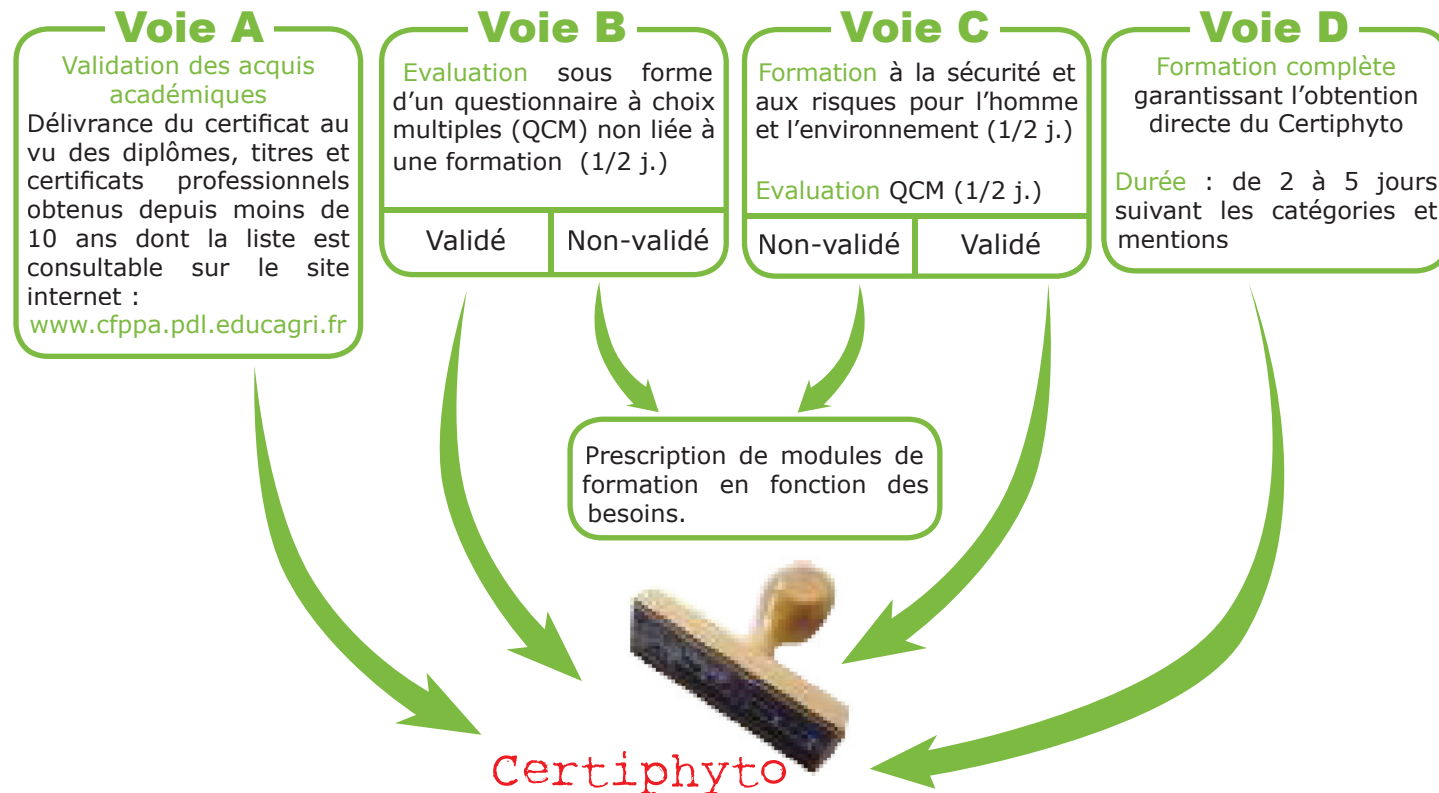 Voie A
Validation des acquis
académiques
Délivrance du certificat au
vu des diplômes, titres et
certificats professionnels
obtenus depuis moins de
10 ans dont la liste est
consultable sur le site
internet :
www.cfppa.pdl.educagri.fr
Voie B
Evaluation sous forme
d'un questionnaire à choix
multiples (QCM) non liée à
une formation (1/2 j.)
Validé
Non-validé
Voie C
Formation à la sécurité et
aux risques pour l'homme
et l'environnement (1/2 j.)
Evaluation QCM (1/2 j.)
Non-validé
Validé
Voie D
Formation complète
garantissant l'obtention
directe du Certiphyto
Durée : de 2 à 5 jours
suivant les catégories et
mentions
Prescription de modules de
formation en fonction des
besoins.
Certiphyto